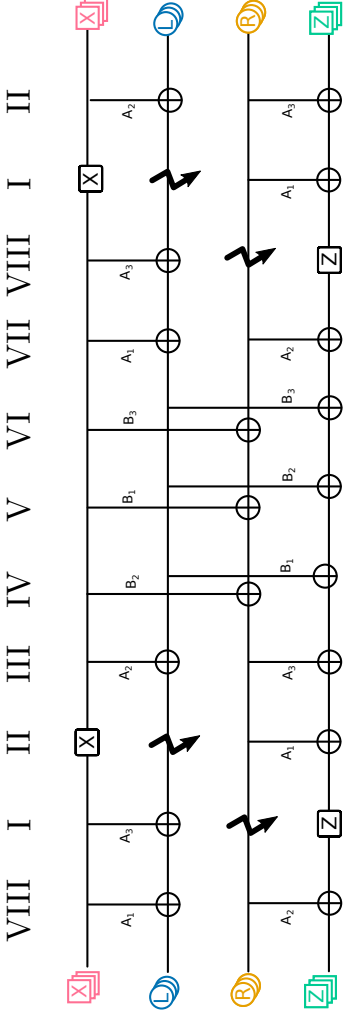 VIII I II III IV V VI VII VIII I II
X X X X
A₁ A₃ A₂ B₂ B₁ B₃ A₁ A₃ A₂
L L
R R
A₂ A₁ A₃ B₁ B₂ B₃ A₂ A₁ A₃
Z Z Z Z